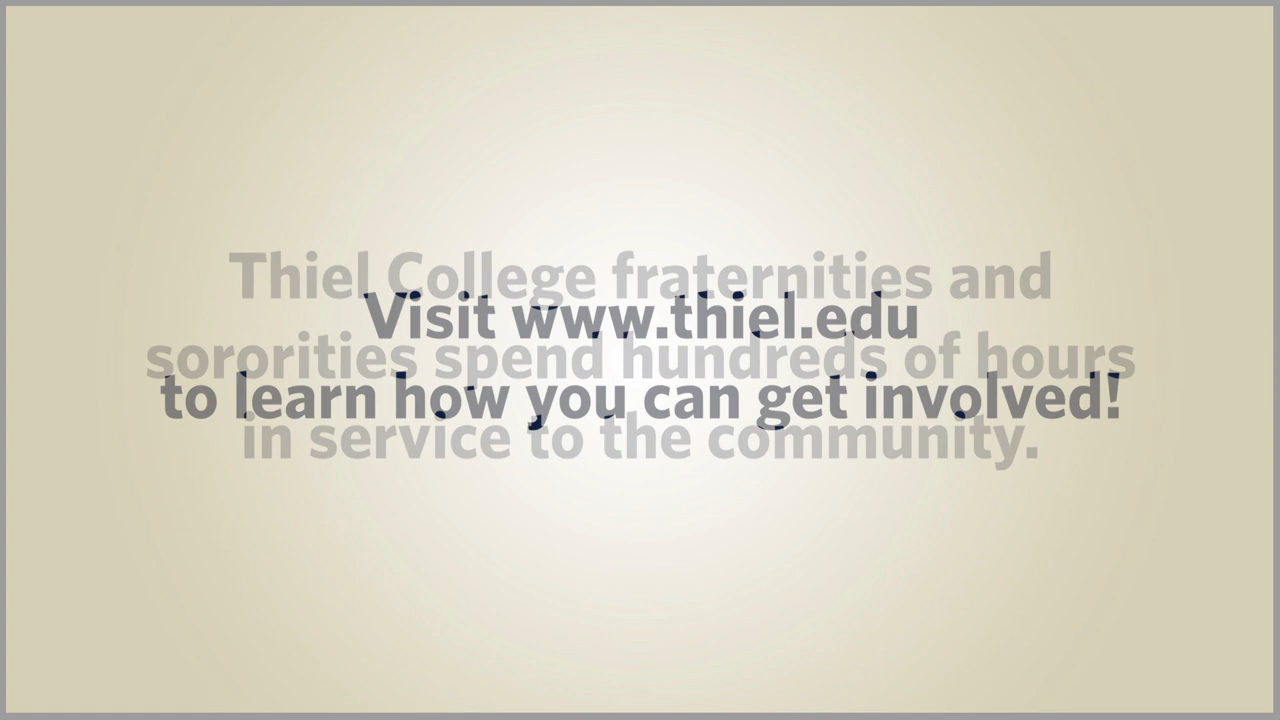 Thiel College fraternities and
Visit www.thiel.edu
sororities spend hundreds of hours
to learn how you can get involved!
in service to the community.